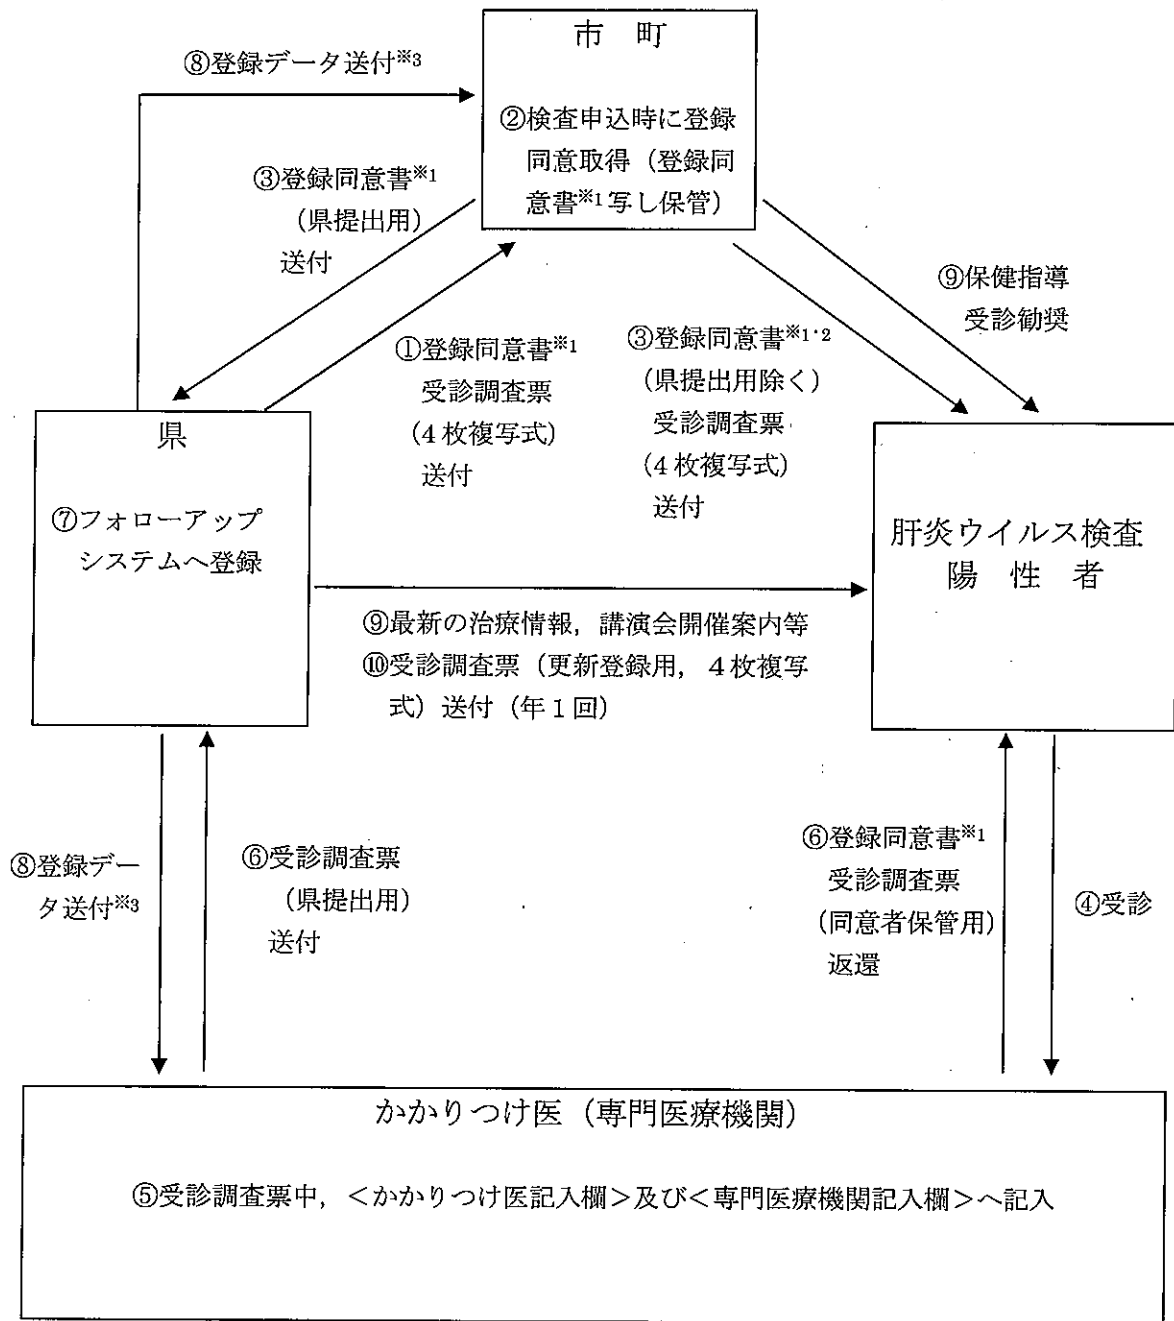 市　町
⑧登録データ送付※3
②検査申込時に登録
同意取得（登録同
意書※1写し保管）
③登録同意書※1
（県提出用）
送付
⑨保健指導
受診勧奨
①登録同意書※1
受診調査票
（4枚複写式）
送付
③登録同意書※1・2
（県提出用除く）
受診調査票
（4枚複写式）
送付
県
⑦フォローアップ
システムへ登録
肝炎ウイルス検査
陽　性　者
⑨最新の治療情報，講演会開催案内等
⑩受診調査票（更新登録用，４枚複写
式）送付（年１回）
⑧登録デー
タ送付※3
⑥受診調査票
（県提出用）
送付
⑥登録同意書※1
受診調査票
（同意者保管用）
返還
④受診
かかりつけ医（専門医療機関）
⑤受診調査票中，＜かかりつけ医記入欄＞及び＜専門医療機関記入欄＞へ記入